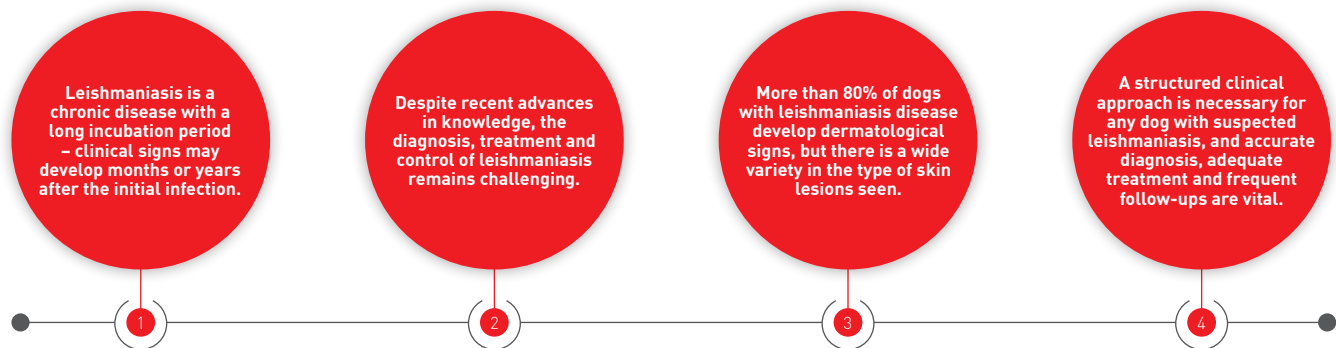 Leishmaniasis is a
chronic disease with a
long incubation period
– clinical signs may
develop months or years
after the initial infection.
Despite recent advances
in knowledge, the
diagnosis, treatment and
control of leishmaniasis
remains challenging.
More than 80% of dogs
with leishmaniasis disease
develop dermatological
signs, but there is a wide
variety in the type of skin
lesions seen.
A structured clinical
approach is necessary for
any dog with suspected
leishmaniasis, and accurate
diagnosis, adequate
treatment and frequent
follow-ups are vital.
1
2
3
4